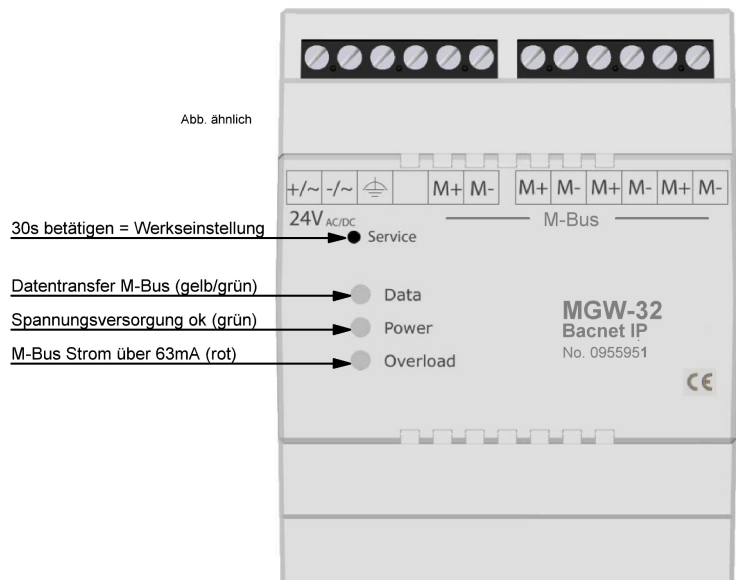 Abb. ähnlich
+/~ -/~ M+ M- M+ M- M+ M- M+ M-
24V AC/DC M-Bus
30s betätigen = Werkseinstellung Service
Datentransfer M-Bus (gelb/grün) Data
Spannungsversorgung ok (grün) Power
M-Bus Strom über 63mA (rot) Overload
MGW-32
Bacnet IP
No. 0955951
CE